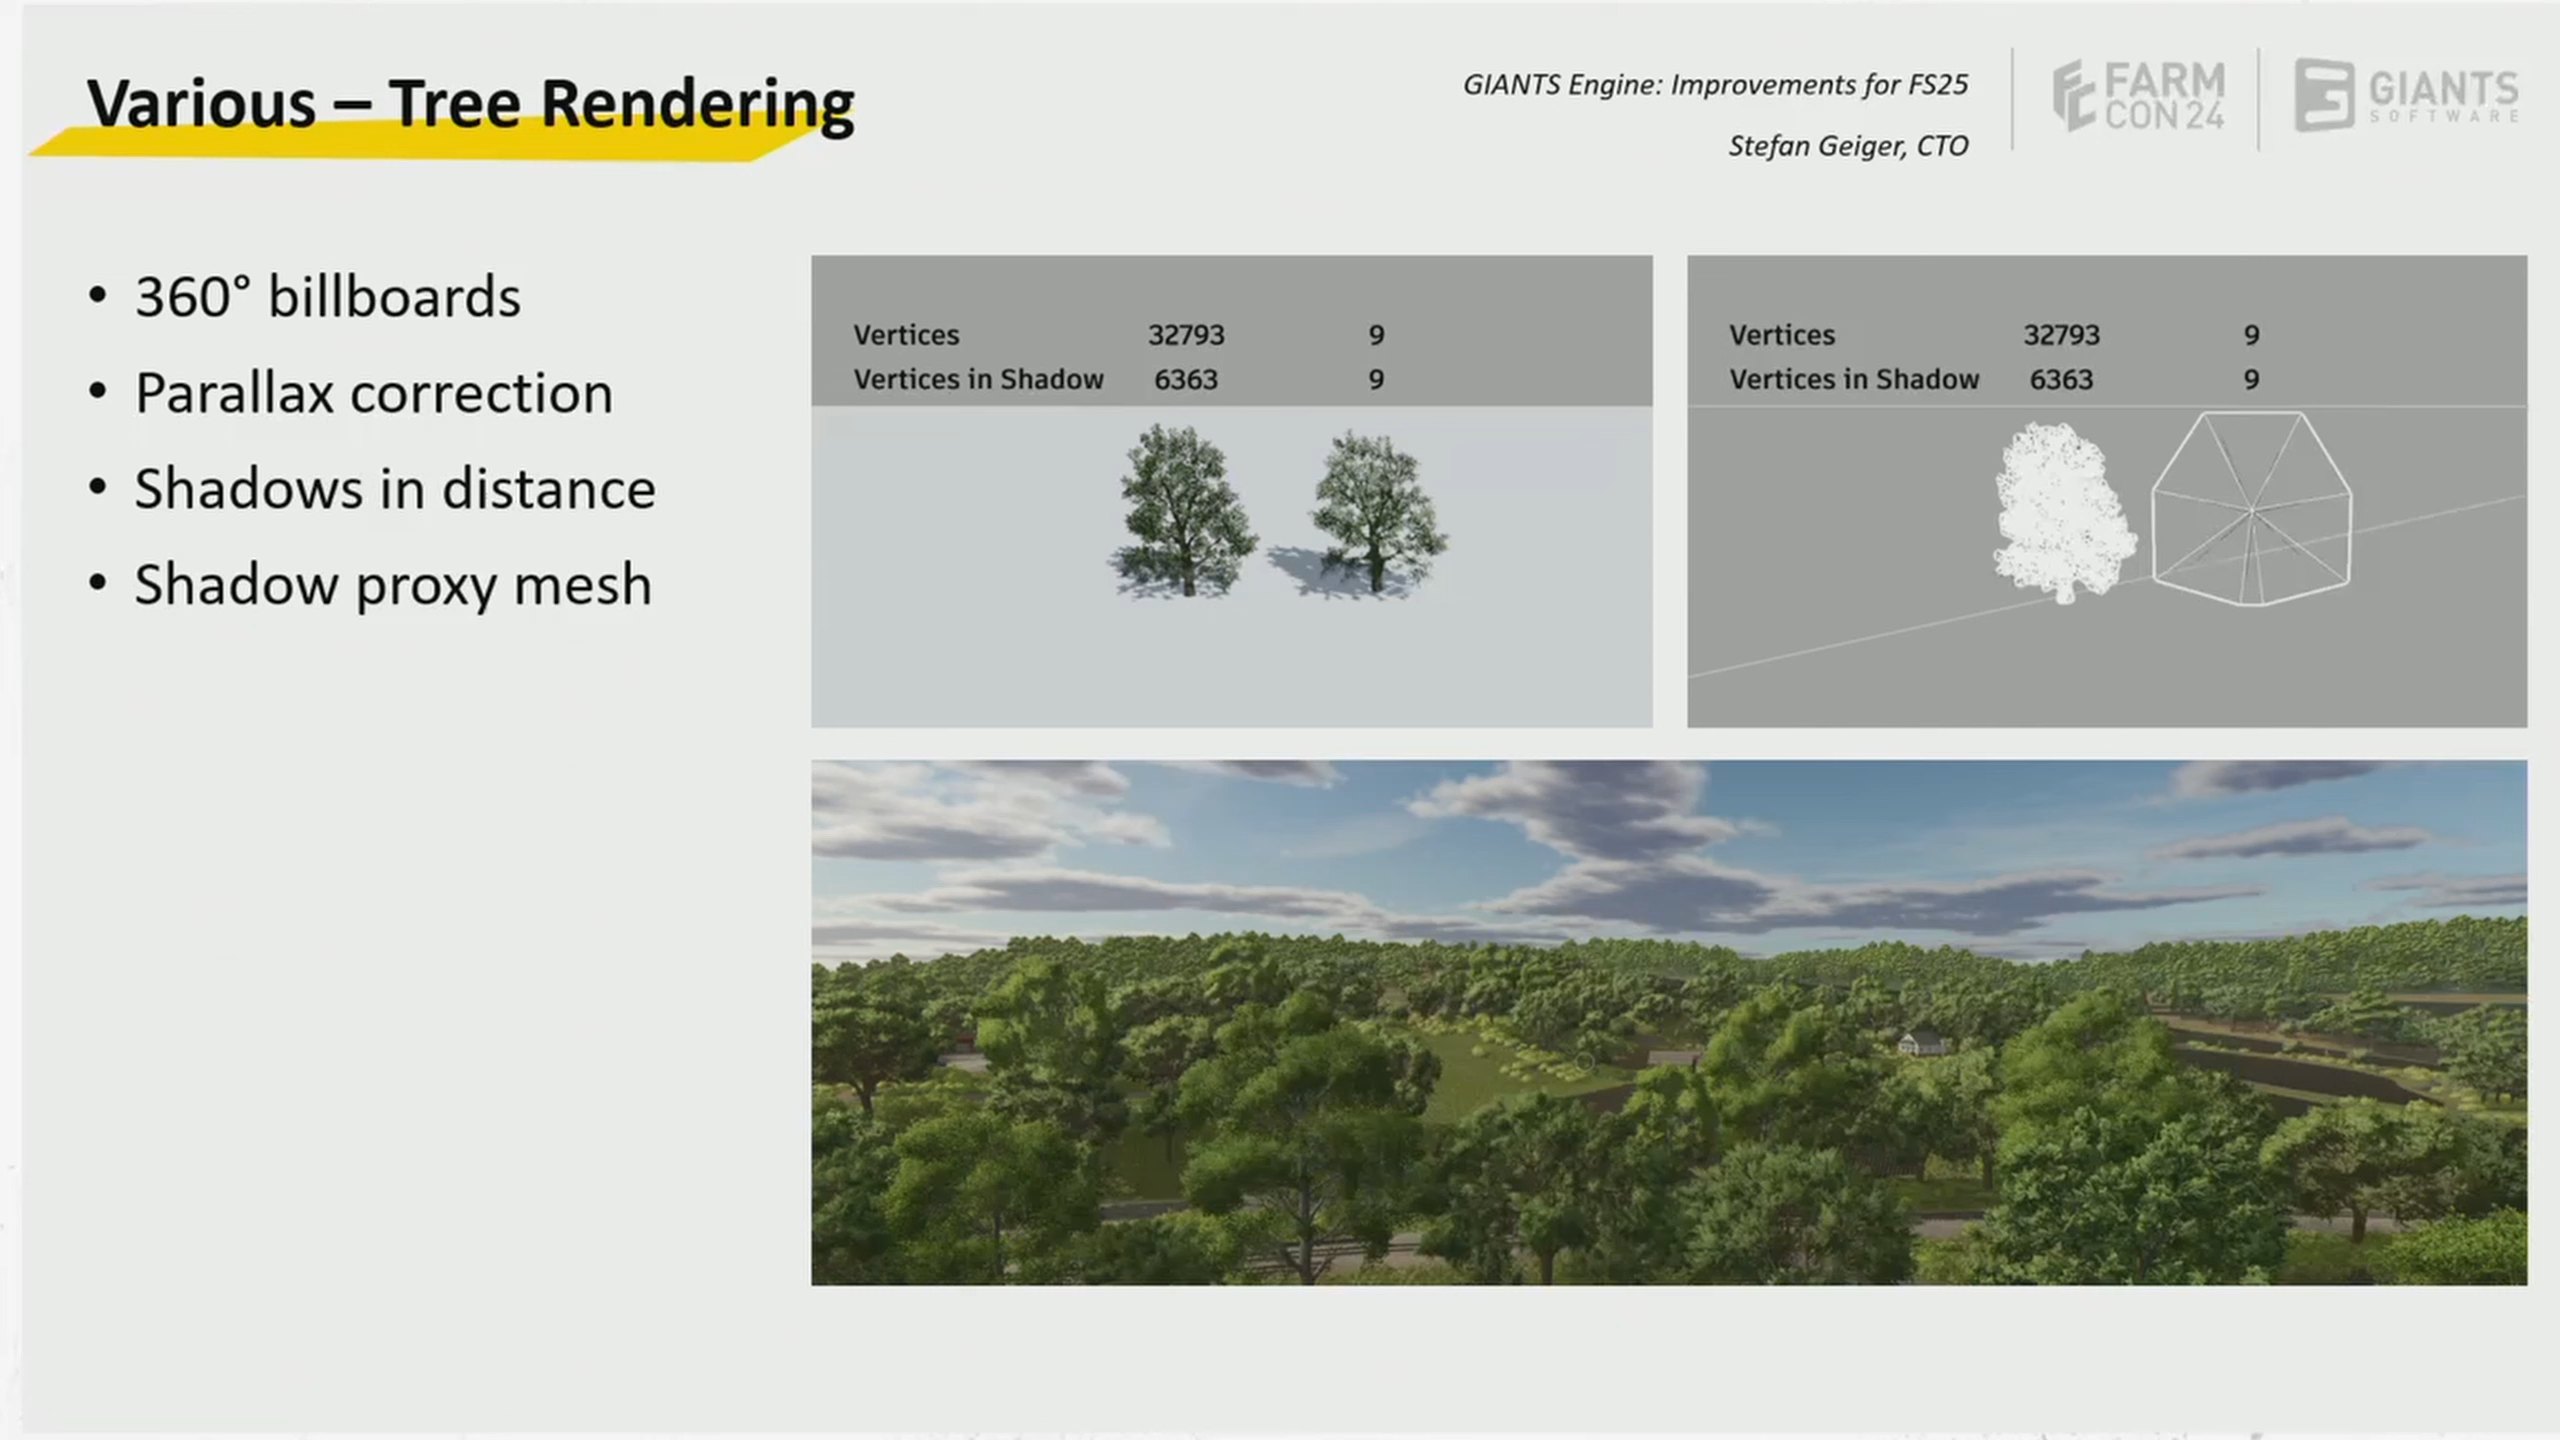 Various – Tree Rendering
GIANTS Engine: Improvements for FS25
Stefan Geiger, CTO
FARM
CON 24
GIANTS
SOFTWARE
• 360° billboards
• Parallax correction
• Shadows in distance
• Shadow proxy mesh
Vertices 32793 9
Vertices in Shadow 6363 9
Vertices 32793 9
Vertices in Shadow 6363 9